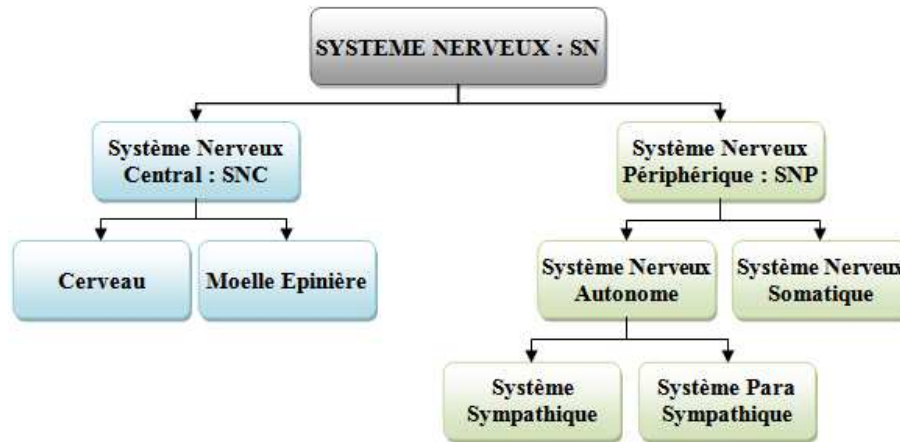 SYSTEME NERVEUX : SN
Système Nerveux
Central : SNC
Système Nerveux
Périphérique : SNP
Cerveau
Moelle Epinière
Système Nerveux
Autonome
Système Nerveux
Somatique
Système
Sympathique
Système Para
Sympathique